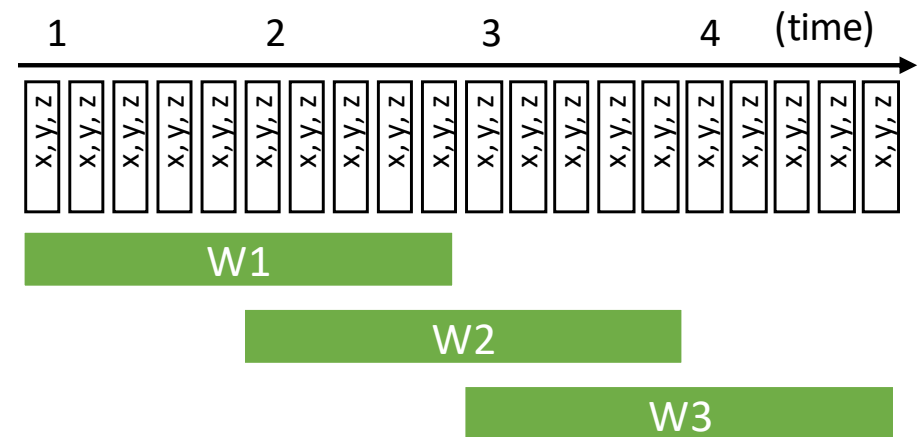 1 2 3 4 (time)
x, y, z x, y, z x, y, z x, y, z x, y, z x, y, z x, y, z x, y, z x, y, z x, y, z x, y, z x, y, z x, y, z x, y, z x, y, z x, y, z x, y, z x, y, z x, y, z x, y, z
W1
W2
W3